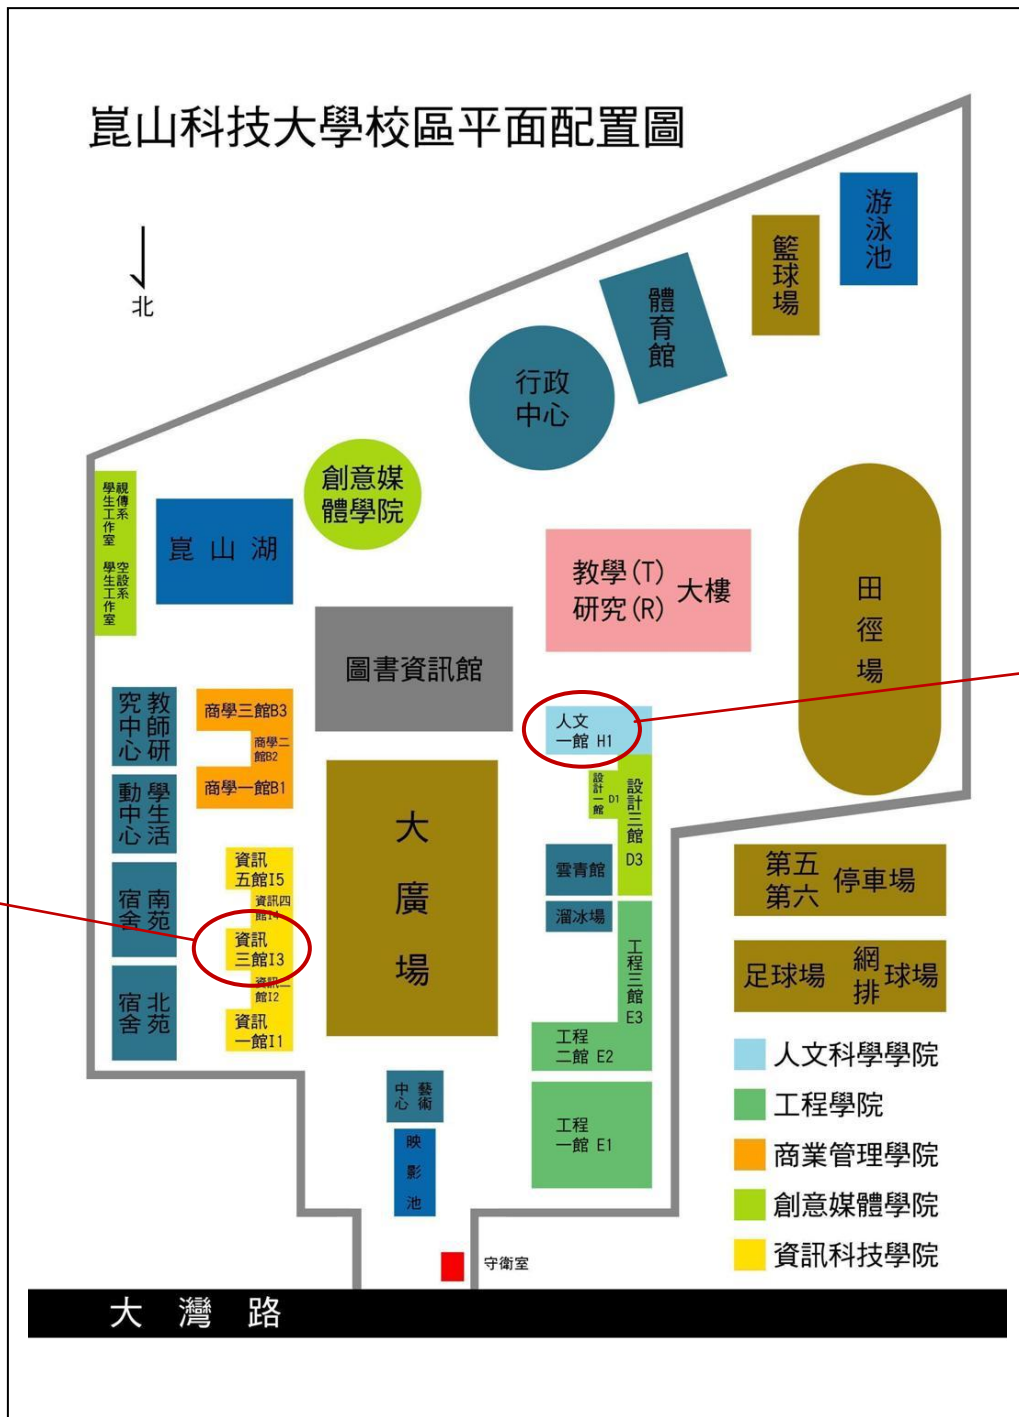 崑山科技大學校區平面配置圖
北
游泳池
籃球場
體育館
行政
中心
創意媒
體學院
視傳系
學生工作室
空設系
學生工作室
崑山湖
教學(T)
研究(R)
大樓
田徑場
圖書資訊館
教師研
究中心
商學三館B3
商學二
館B2
商學一館B1
人文
一館 H1
設計一館 D1
設計三館 D3
學生活
動中心
大廣場
雲青館
溜冰場
第五
第六
停車場
南苑
宿舍
資訊
五館I5
資訊四
館I4
資訊
三館I3
資訊二
館I2
資訊
一館I1
北苑
宿舍
工程三館 E3
足球場
網
排
球場
工程
二館 E2
工程
一館 E1
藝術
中心
映影池
人文科學學院
工程學院
商業管理學院
創意媒體學院
資訊科技學院
守衛室
大灣路